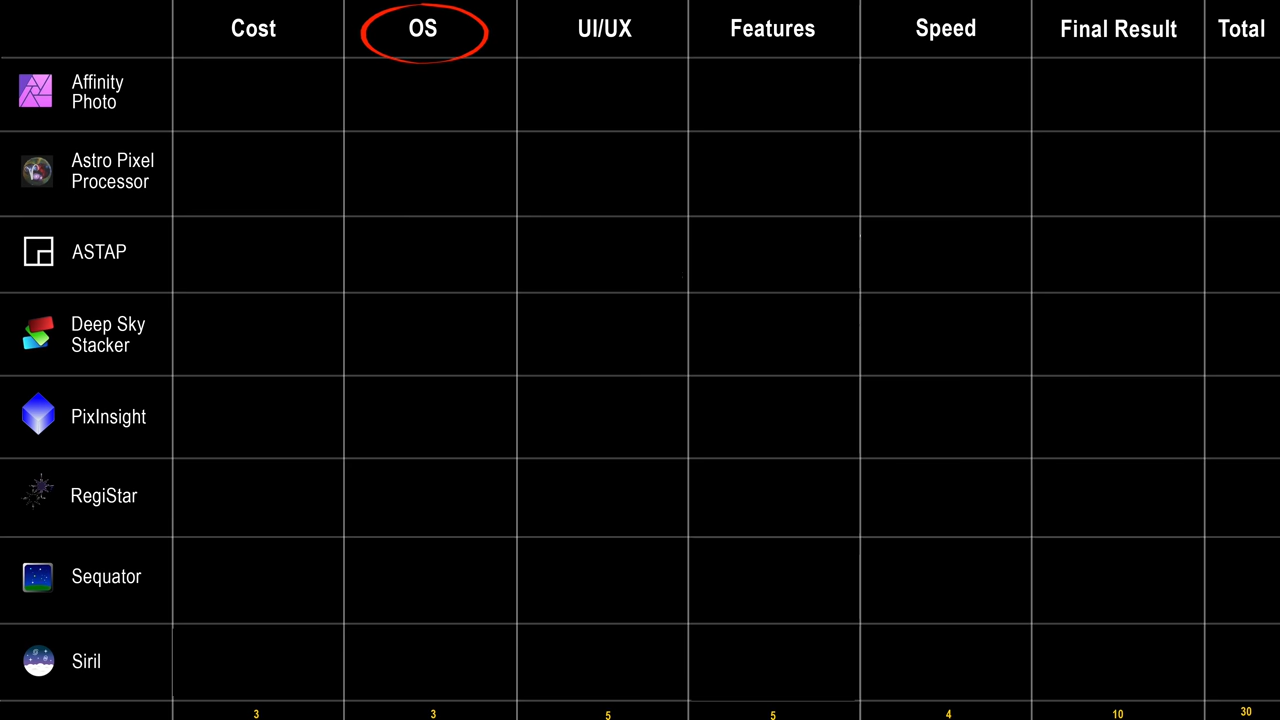 Cost OS UI/UX Features Speed Final Result Total
Affinity
Photo
Astro Pixel
Processor
ASTAP
Deep Sky
Stacker
PixInsight
RegiStar
Sequator
Siril
3 3 5 5 4 10 30